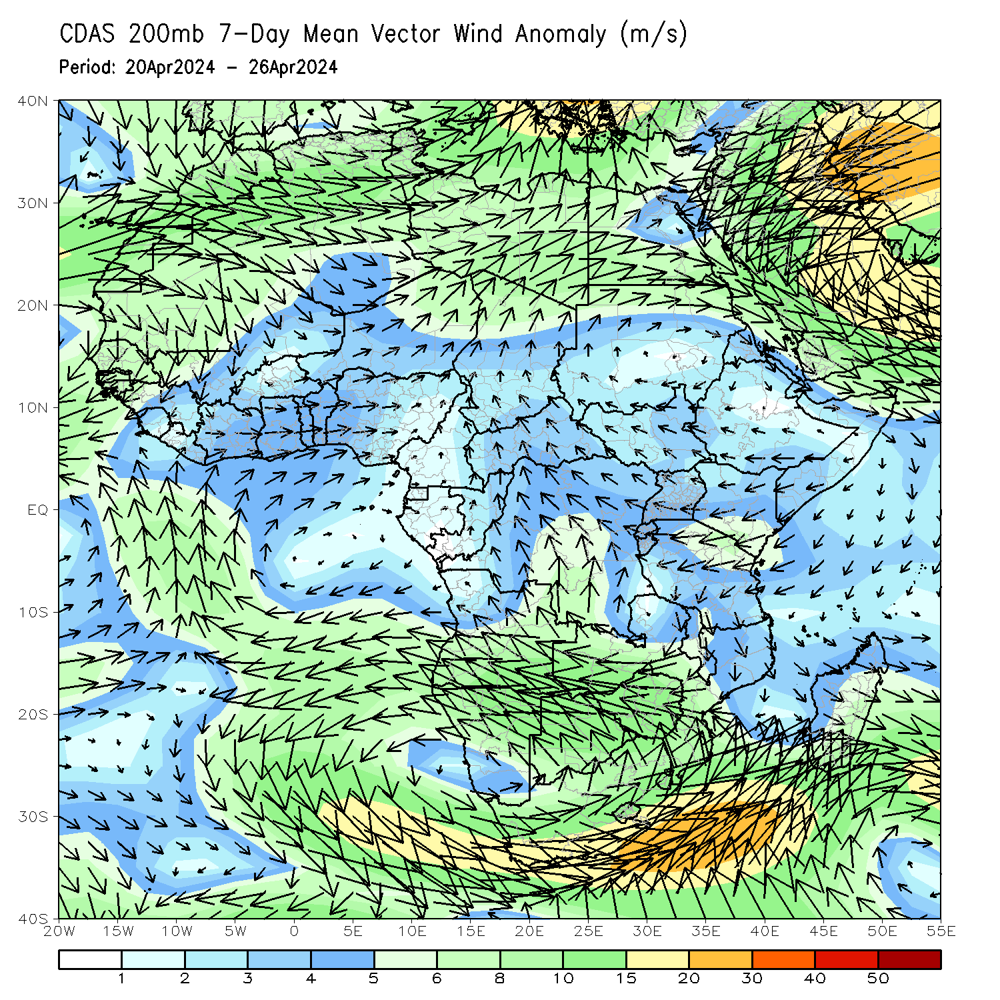 CDAS 200mb 7-Day Mean Vector Wind Anomaly (m/s)
Period: 20Apr2024 - 26Apr2024
40N
30N
20N
10N
EQ
10S
20S
30S
40S
20W 15W 10W 5W 0 5E 10E 15E 20E 25E 30E 35E 40E 45E 50E 55E
1 2 3 4 5 6 8 10 15 20 30 40 50